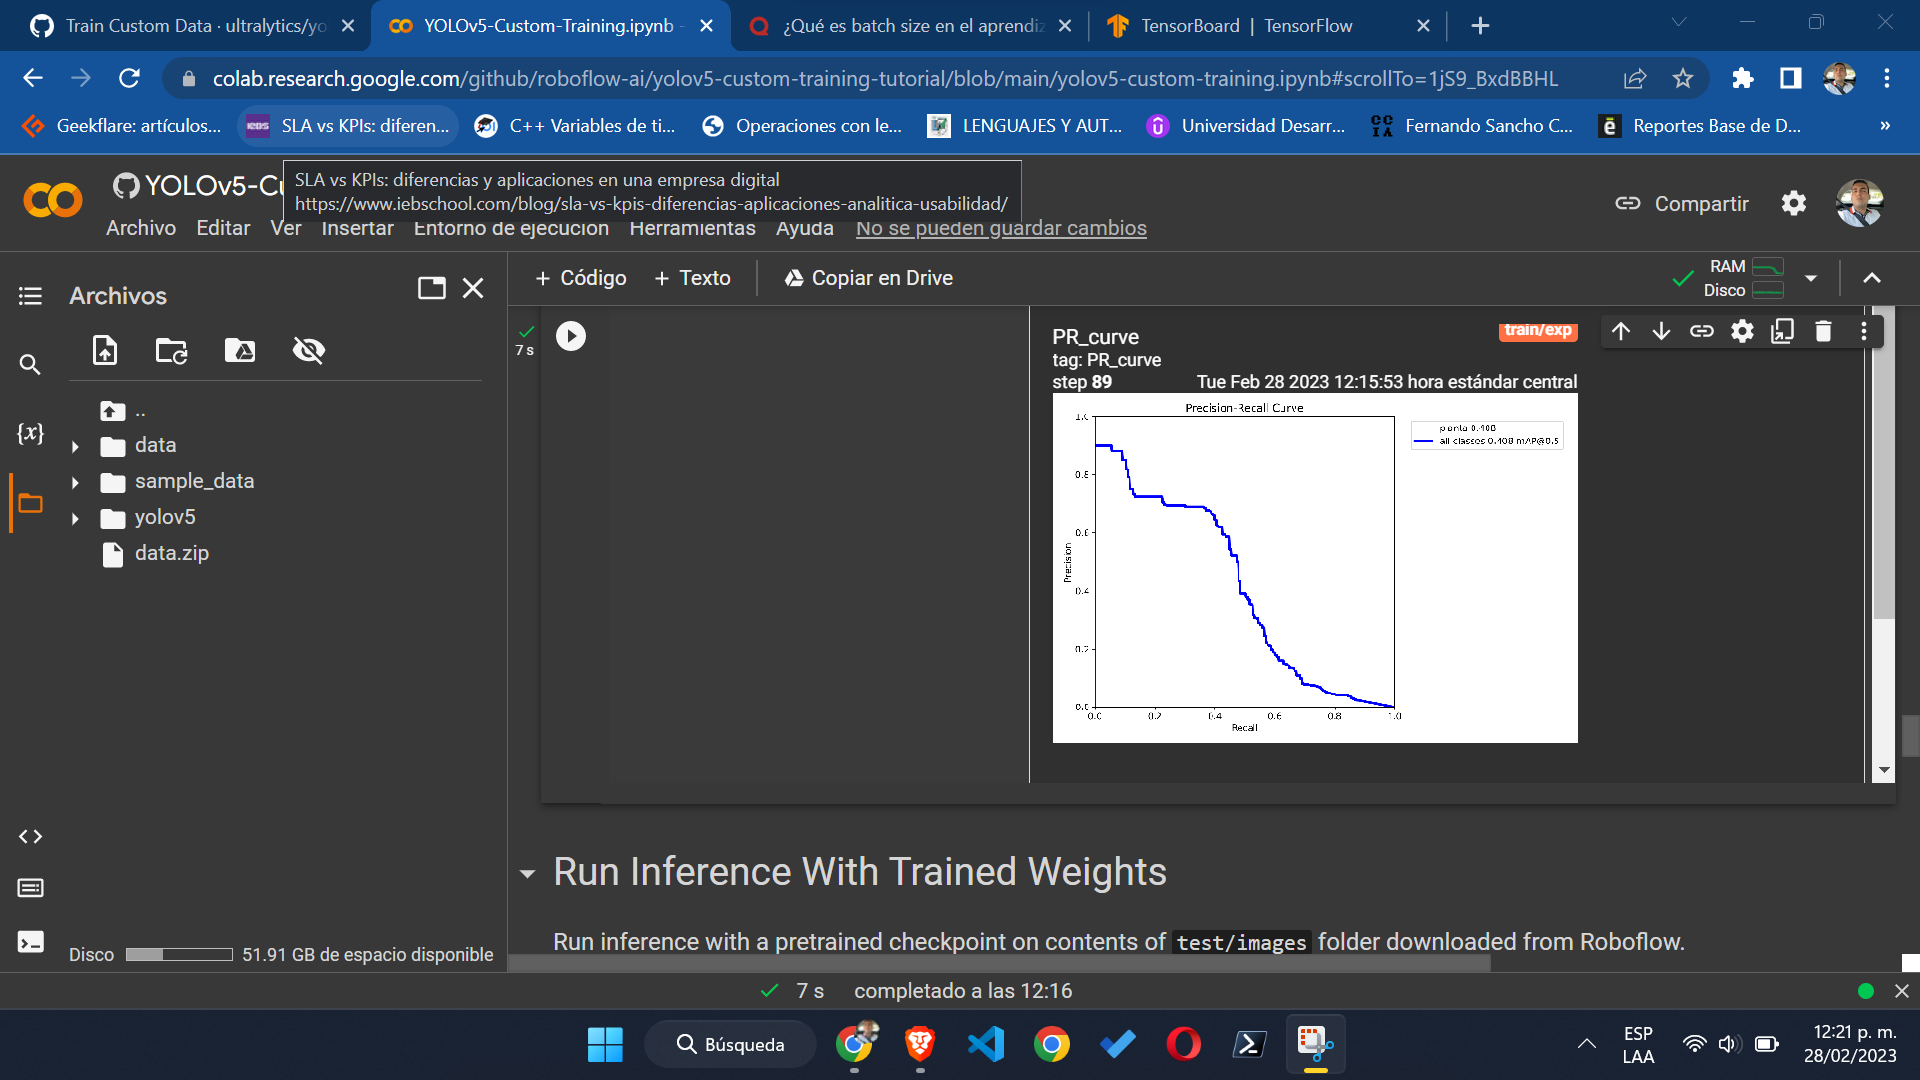 Train Custom Data · ultralytics/yo
YOLOv5-Custom-Training.ipynb -
¿Qué es batch size en el aprendiz
TensorBoard | TensorFlow
colab.research.google.com/github/roboflow-ai/yolov5-custom-training-tutorial/blob/main/yolov5-custom-training.ipynb#scrollTo=1jS9_BxdBBHL
Geekflare: artículos...
SLA vs KPIs: diferen...
C++ Variables de ti...
Operaciones con le...
LENGUAJES Y AUT...
Universidad Desarr...
Fernando Sancho C...
Reportes Base de D...
»
YOLOv5-Cu
SLA vs KPIs: diferencias y aplicaciones en una empresa digital
https://www.iebschool.com/blog/sla-vs-kpis-diferencias-aplicaciones-analitica-usabilidad/
Compartir
Archivo Editar Ver Insertar Entorno de ejecución Herramientas Ayuda No se pueden guardar cambios
Archivos
+ Código + Texto Copiar en Drive
RAM
Disco
..
data
sample_data
yolov5
data.zip
{x}
7 s
PR_curve
train/exp
tag: PR_curve
step 89 Tue Feb 28 2023 12:15:53 hora estándar central
Precision-Recall Curve
planta 0.408
all classes 0.408 mAP@0.5
1.0
0.8
0.6
0.4
0.2
0.0
Precision
0.0 0.2 0.4 0.6 0.8 1.0
Recall
Run Inference With Trained Weights
Run inference with a pretrained checkpoint on contents of test/images folder downloaded from Roboflow.
Disco 51.91 GB de espacio disponible
7 s completado a las 12:16
Búsqueda
ESP
LAA
12:21 p. m.
28/02/2023